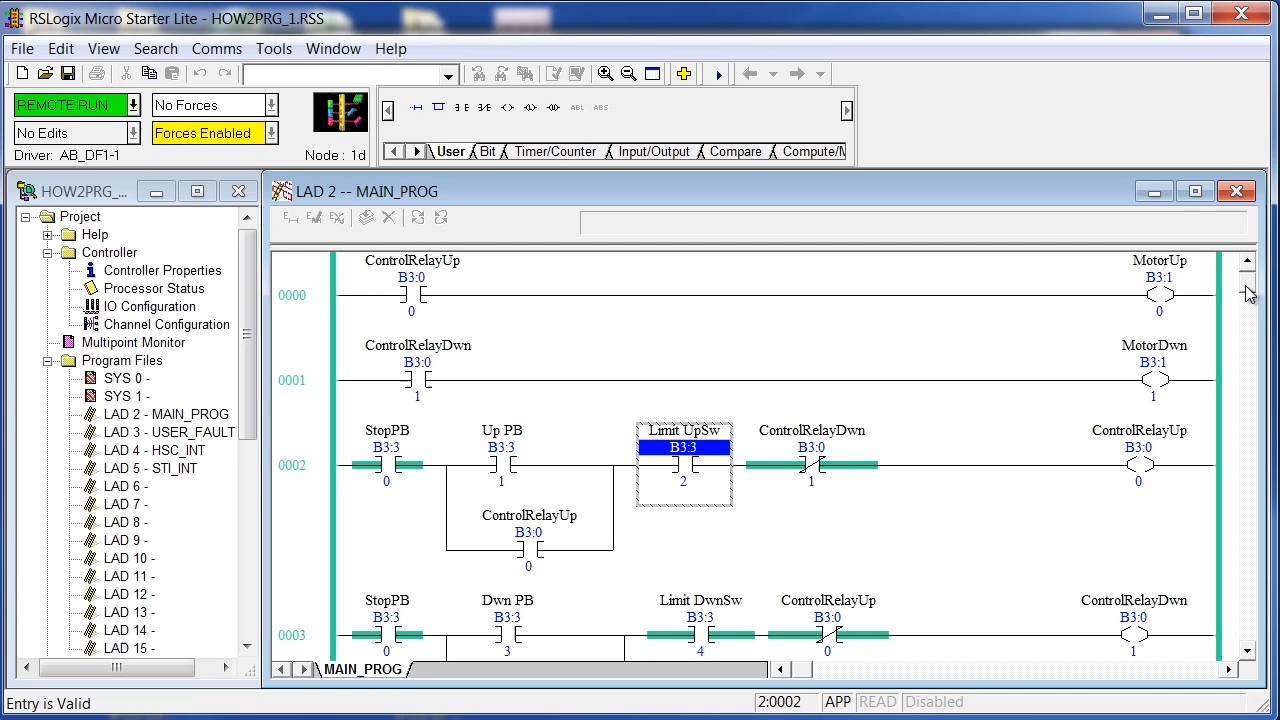 RSLogix Micro Starter Lite - HOW2PRG_1.RSS
File Edit View Search Comms Tools Window Help
ABL ABS
REMOTE RUN No Forces
No Edits Forces Enabled
Driver: AB_DF1-1 Node : 1d
User Bit Timer/Counter Input/Output Compare Compute/M
HOW2PRG_...
Project
Help
Controller
Controller Properties
Processor Status
IO Configuration
Channel Configuration
Multipoint Monitor
Program Files
SYS 0 -
SYS 1 -
LAD 2 - MAIN_PROG
LAD 3 - USER_FAULT
LAD 4 - HSC_INT
LAD 5 - STI_INT
LAD 6 -
LAD 7 -
LAD 8 -
LAD 9 -
LAD 10 -
LAD 11 -
LAD 12 -
LAD 13 -
LAD 14 -
LAD 15 -
LAD 2 -- MAIN_PROG
ControlRelayUp MotorUp
B3:0 B3:1
0000
0 0
ControlRelayDwn MotorDwn
B3:0 B3:1
0001
1 1
StopPB Up PB Limit UpSw ControlRelayDwn ControlRelayUp
B3:3 B3:3 B3:3 B3:0 B3:0
0002
0 1 2 1 0
ControlRelayUp
B3:0
0
StopPB Dwn PB Limit DwnSw ControlRelayUp ControlRelayDwn
B3:3 B3:3 B3:3 B3:0 B3:0
0003
0 3 4 0 1
MAIN_PROG
Entry is Valid 2:0002 APP READ Disabled